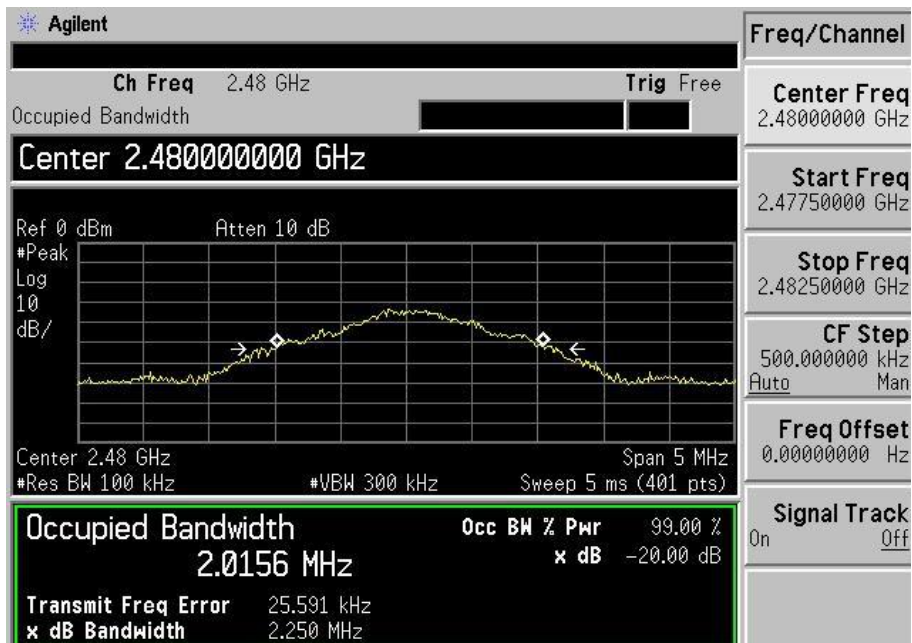 Agilent
Freq/Channel
Ch Freq 2.48 GHz Trig Free
Occupied Bandwidth
Center 2.480000000 GHz
Ref 0 dBm Atten 10 dB
#Peak
Log
10
dB/
Center 2.48 GHz Span 5 MHz
#Res BW 100 kHz #VBW 300 kHz Sweep 5 ms (401 pts)
Occupied Bandwidth
2.0156 MHz
Occ BW % Pwr 99.00 %
x dB -20.00 dB
Transmit Freq Error 25.591 kHz
x dB Bandwidth 2.250 MHz
Center Freq
2.48000000 GHz
Start Freq
2.47750000 GHz
Stop Freq
2.48250000 GHz
CF Step
500.000000 kHz
Auto Man
Freq Offset
0.00000000 Hz
Signal Track
On Off